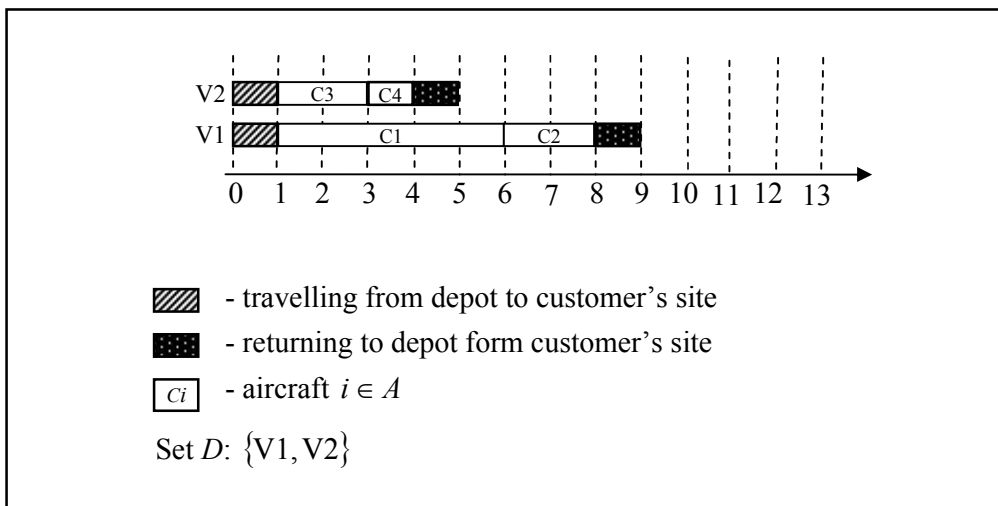 V2 C3 C4
V1 C1 C2
0 1 2 3 4 5 6 7 8 9 10 11 12 13
- travelling from depot to customer's site
- returning to depot form customer's site
Ci - aircraft i ∈ A
Set D: {V1, V2}